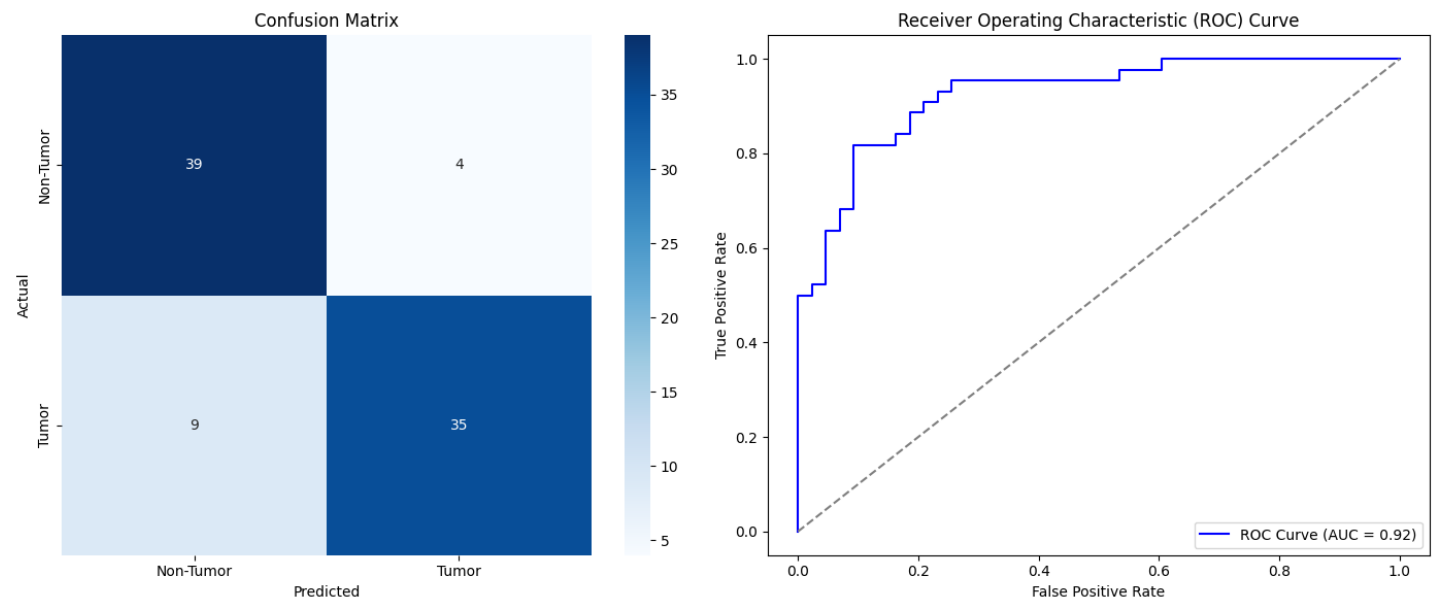 Confusion Matrix
Non-Tumor
Tumor
Actual
39
4
9
35
Non-Tumor
Tumor
Predicted
35
30
25
20
15
10
5
Receiver Operating Characteristic (ROC) Curve
True Positive Rate
1.0
0.8
0.6
0.4
0.2
0.0
ROC Curve (AUC = 0.92)
0.0
0.2
0.4
0.6
0.8
1.0
False Positive Rate